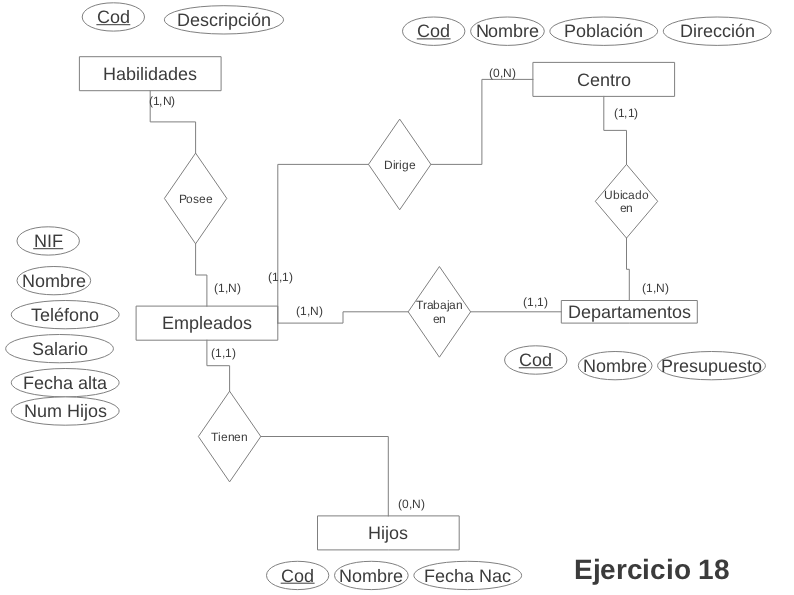 Cod Descripción
Cod Nombre Población Dirección
Habilidades
(1,N)
(0,N)
Centro
(1,1)
Dirige
Posee
Ubicado
en
NIF
Nombre
Teléfono
Salario
Fecha alta
Num Hijos
(1,N)
(1,1)
(1,N)
Empleados
(1,N)
Trabajan
en
(1,1)
Departamentos
(1,1)
Cod Nombre Presupuesto
Tienen
(0,N)
Hijos
Cod Nombre Fecha Nac
Ejercicio 18